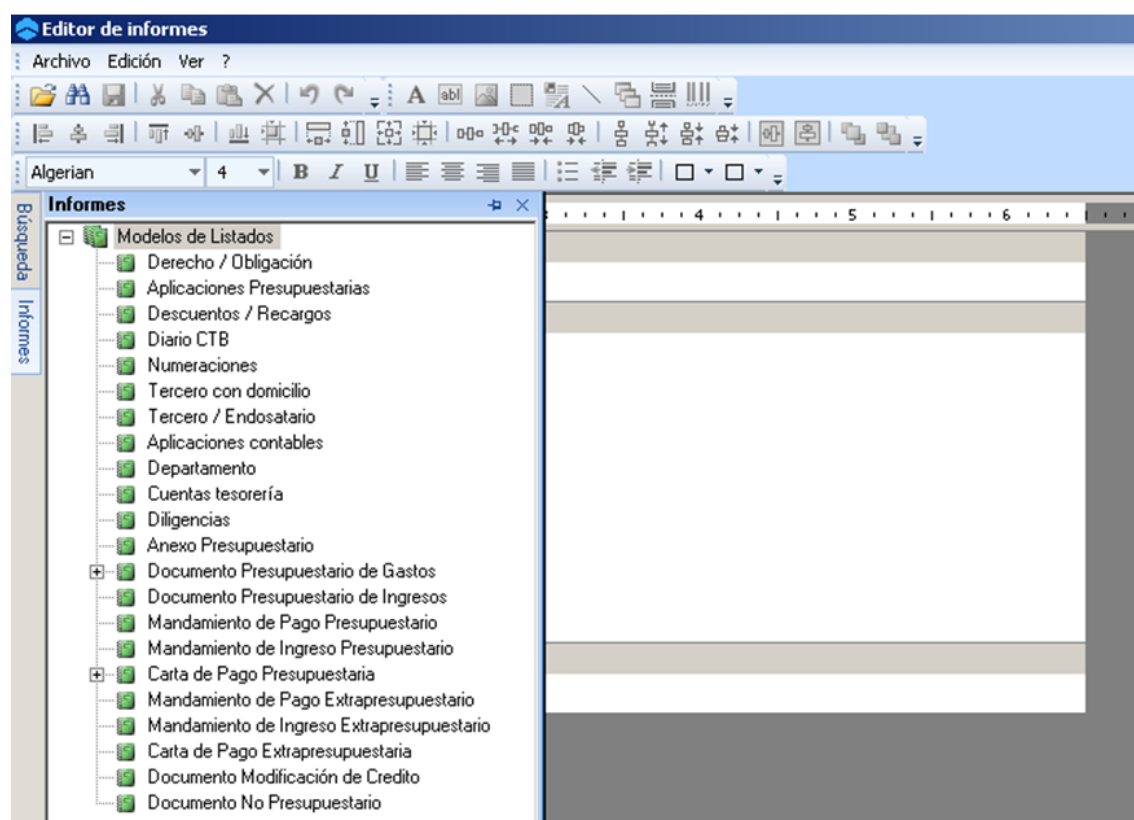 Editor de informes
Archivo Edición Ver ?
A abl A
Algerian 4 B I U
Búsqueda
Informes
Informes
4 5 6
Modelos de Listados
Derecho / Obligación
Aplicaciones Presupuestarias
Descuentos / Recargos
Diario CTB
Numeraciones
Tercero con domicilio
Tercero / Endosatario
Aplicaciones contables
Departamento
Cuentas tesorería
Diligencias
Anexo Presupuestario
Documento Presupuestario de Gastos
Documento Presupuestario de Ingresos
Mandamiento de Pago Presupuestario
Mandamiento de Ingreso Presupuestario
Carta de Pago Presupuestaria
Mandamiento de Pago Extrapresupuestario
Mandamiento de Ingreso Extrapresupuestario
Carta de Pago Extrapresupuestaria
Documento Modificación de Credito
Documento No Presupuestario